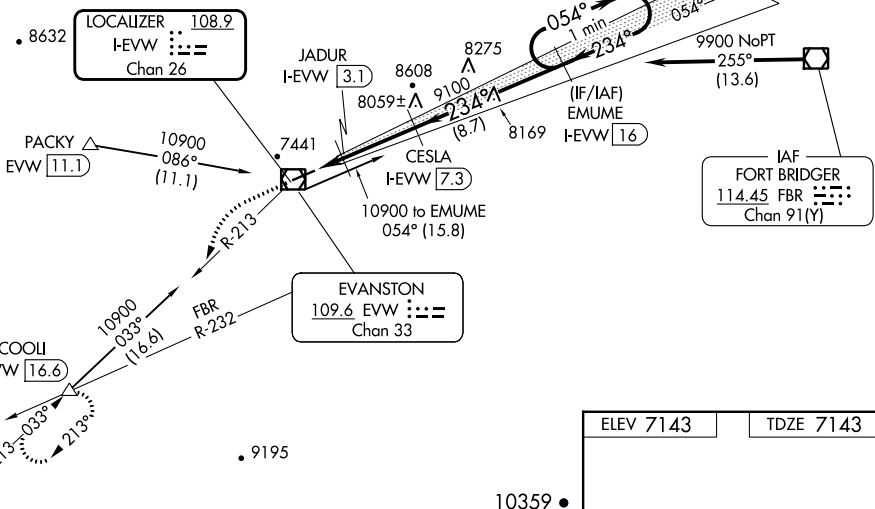 LOCALIZER 108.9
I-EVW
Chan 26
8632
JADUR
I-EVW 3.1
8275
8608
8059±
9100
234°
(8.7)
8169
054°
1 min
234°
054°
9900 NoPT
255°
(13.6)
(IF/IAF)
EMUME
I-EVW 16
PACKY
EVW 11.1
10900
086°
(11.1)
7441
CESLA
I-EVW 7.3
10900 to EMUME
054° (15.8)
IAF
FORT BRIDGER
114.45 FBR
Chan 91(Y)
R-213
EVANSTON
109.6 EVW
Chan 33
10900
033°
(16.6)
FBR
R-232
COOLI
16.6
033°
213°
9195
ELEV 7143
TDZE 7143
10359